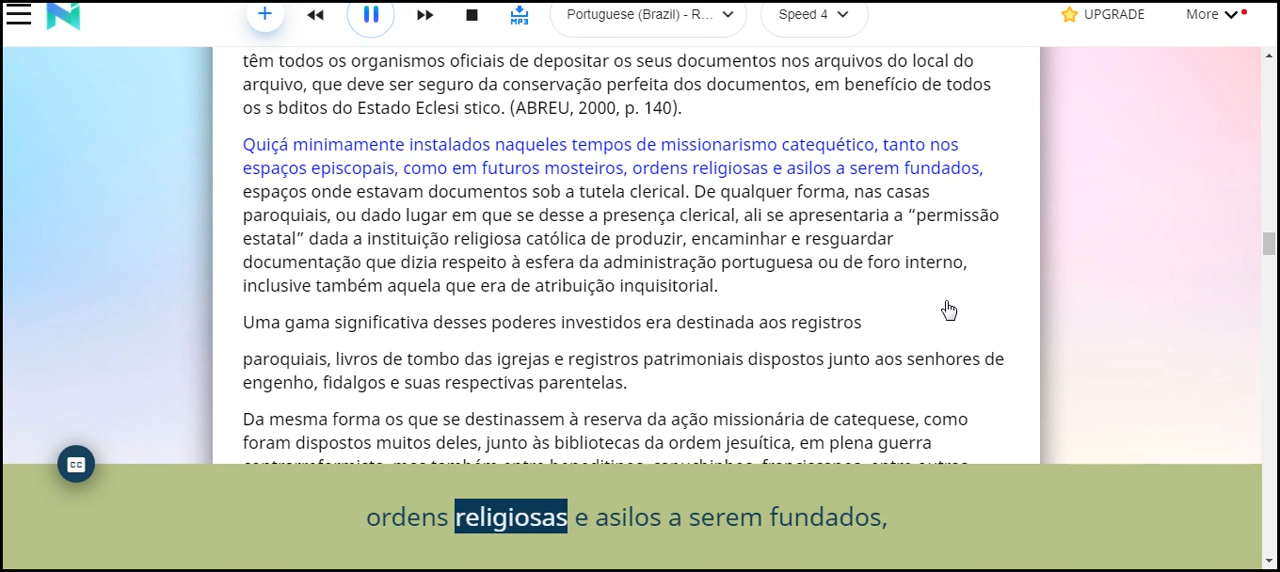 MP3
Portuguese (Brazil) - R...
Speed 4
UPGRADE
More
têm todos os organismos oficiais de depositar os seus documentos nos arquivos do local do
arquivo, que deve ser seguro da conservação perfeita dos documentos, em benefício de todos
os s bditos do Estado Eclesi stico. (ABREU, 2000, p. 140).
Quiçá minimamente instalados naqueles tempos de missionarismo catequético, tanto nos
espaços episcopais, como em futuros mosteiros, ordens religiosas e asilos a serem fundados,
espaços onde estavam documentos sob a tutela clerical. De qualquer forma, nas casas
paroquiais, ou dado lugar em que se desse a presença clerical, ali se apresentaria a “permissão
estatal” dada a instituição religiosa católica de produzir, encaminhar e resguardar
documentação que dizia respeito à esfera da administração portuguesa ou de foro interno,
inclusive também aquela que era de atribuição inquisitorial.
Uma gama significativa desses poderes investidos era destinada aos registros
paroquiais, livros de tombo das igrejas e registros patrimoniais dispostos junto aos senhores de
engenho, fidalgos e suas respectivas parentelas.
Da mesma forma os que se destinassem à reserva da ação missionária de catequese, como
foram dispostos muitos deles, junto às bibliotecas da ordem jesuítica, em plena guerra
CC
ordens religiosas e asilos a serem fundados,